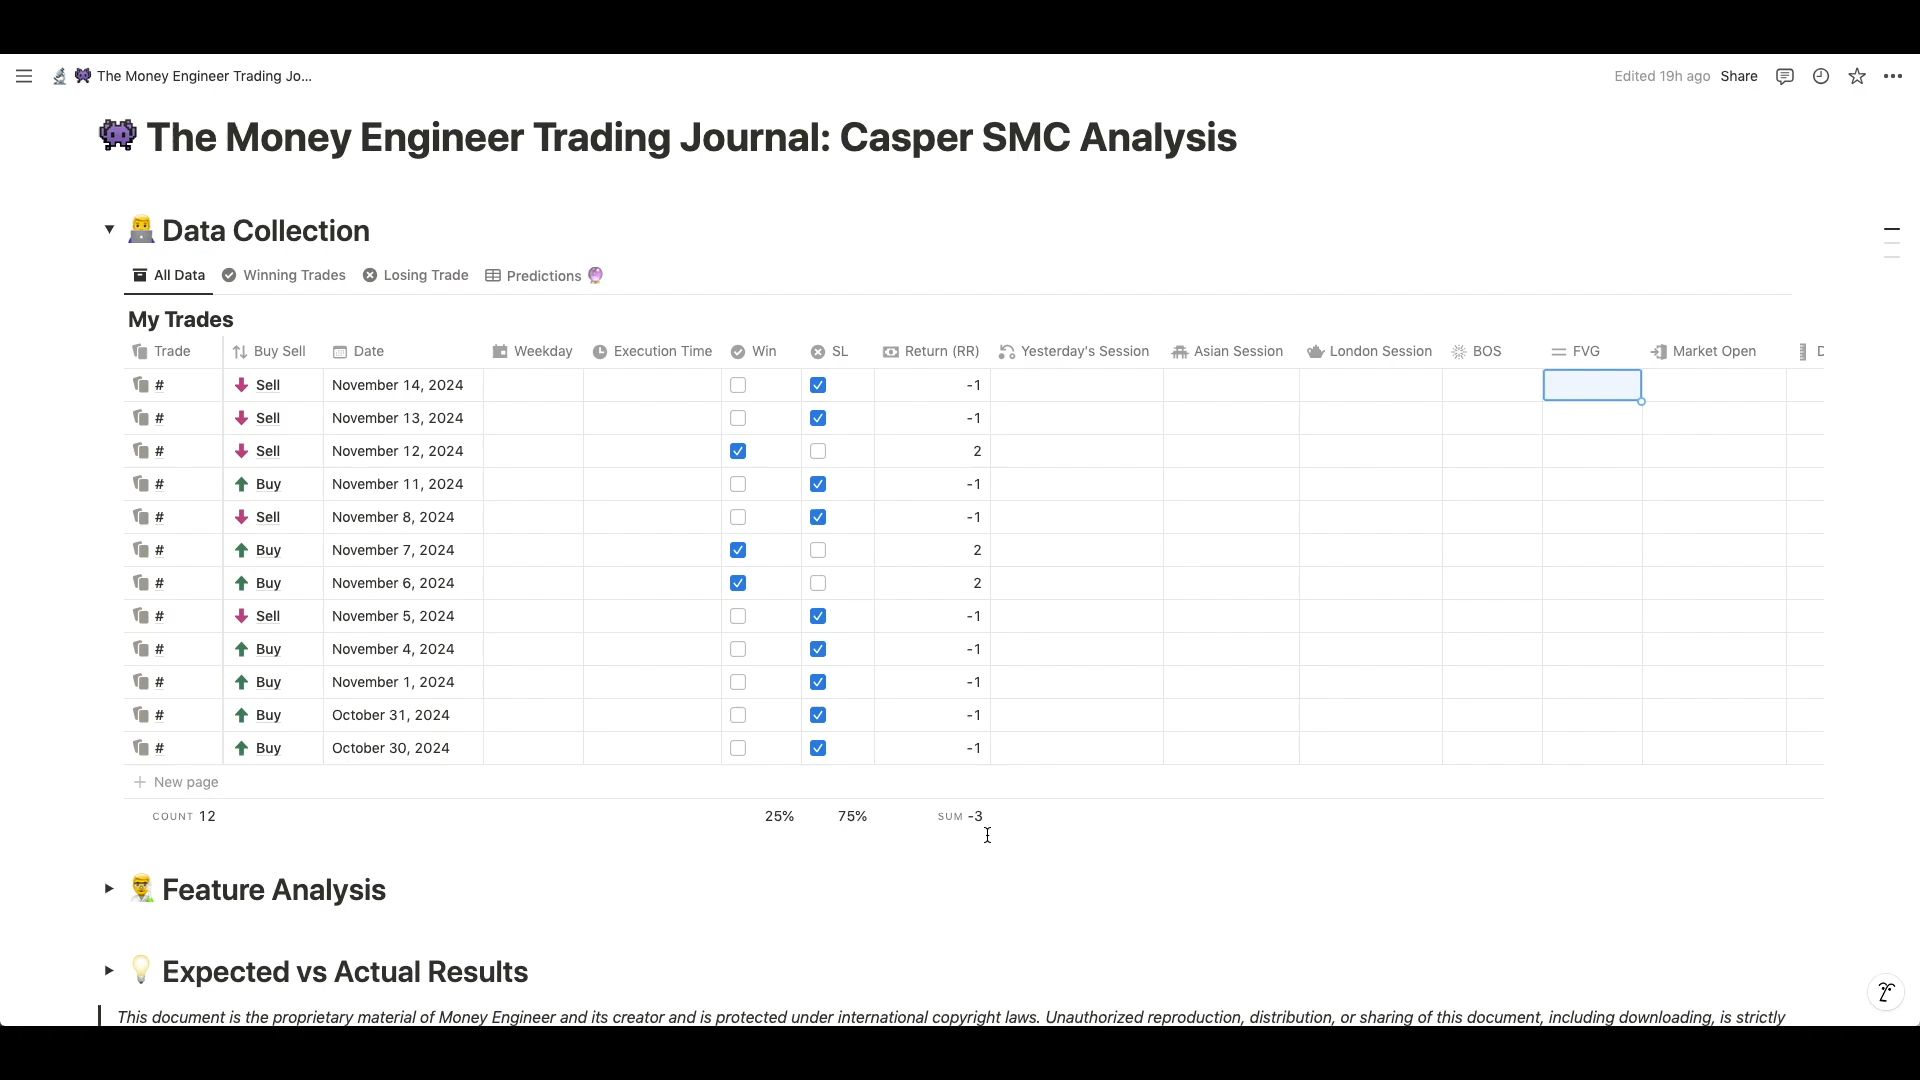 The Money Engineer Trading Jo...
Edited 19h ago Share
The Money Engineer Trading Journal: Casper SMC Analysis
Data Collection
All Data Winning Trades Losing Trade Predictions
My Trades
Trade Buy Sell Date Weekday Execution Time Win SL Return (RR) Yesterday's Session Asian Session London Session BOS FVG Market Open D
# Sell November 14, 2024 -1
# Sell November 13, 2024 -1
# Sell November 12, 2024 2
# Buy November 11, 2024 -1
# Sell November 8, 2024 -1
# Buy November 7, 2024 2
# Buy November 6, 2024 2
# Sell November 5, 2024 -1
# Buy November 4, 2024 -1
# Buy November 1, 2024 -1
# Buy October 31, 2024 -1
# Buy October 30, 2024 -1
+ New page
COUNT 12 25% 75% SUM -3
Feature Analysis
Expected vs Actual Results
This document is the proprietary material of Money Engineer and its creator and is protected under international copyright laws. Unauthorized reproduction, distribution, or sharing of this document, including downloading, is strictly